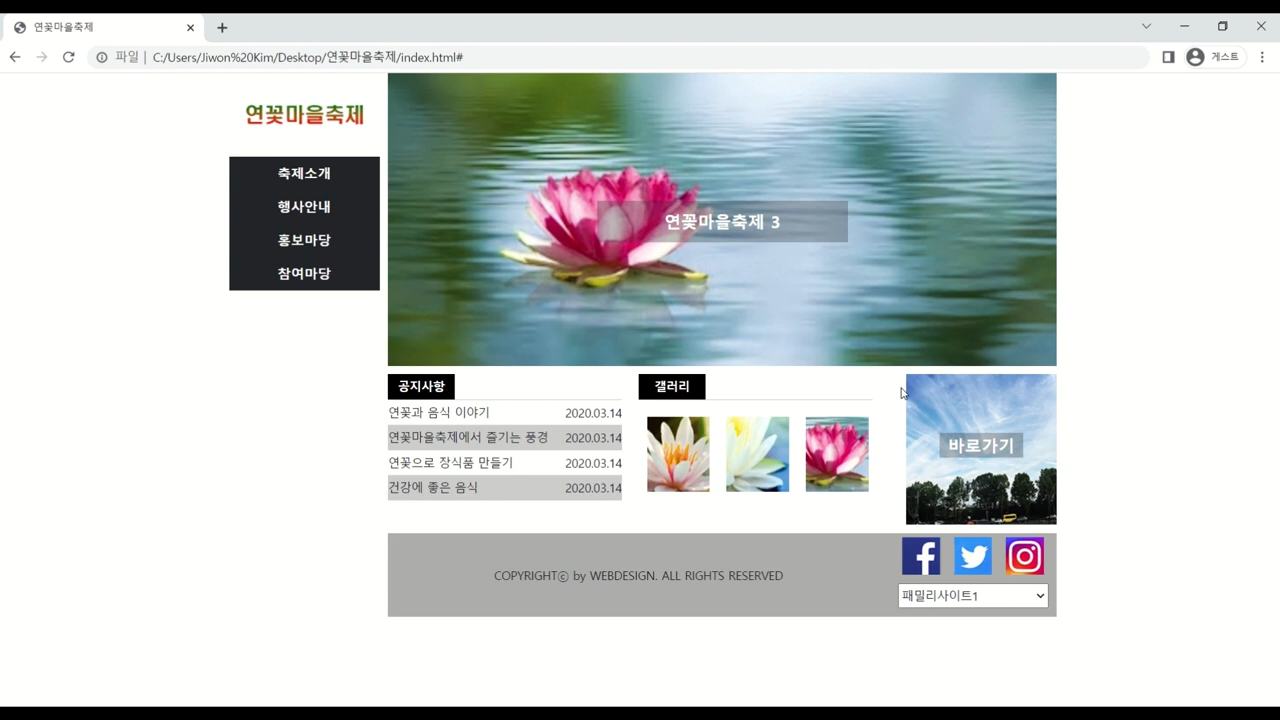 연꽃마을축제
파일 | C:/Users/Jiwon%20Kim/Desktop/연꽃마을축제/index.html#
게스트
연꽃마을축제
축제소개
행사안내
홍보마당
참여마당
연꽃마을축제 3
공지사항
연꽃과 음식 이야기 2020.03.14
연꽃마을축제에서 즐기는 풍경 2020.03.14
연꽃으로 장식품 만들기 2020.03.14
건강에 좋은 음식 2020.03.14
갤러리
바로가기
COPYRIGHTⓒ by WEBDESIGN. ALL RIGHTS RESERVED
패밀리사이트1